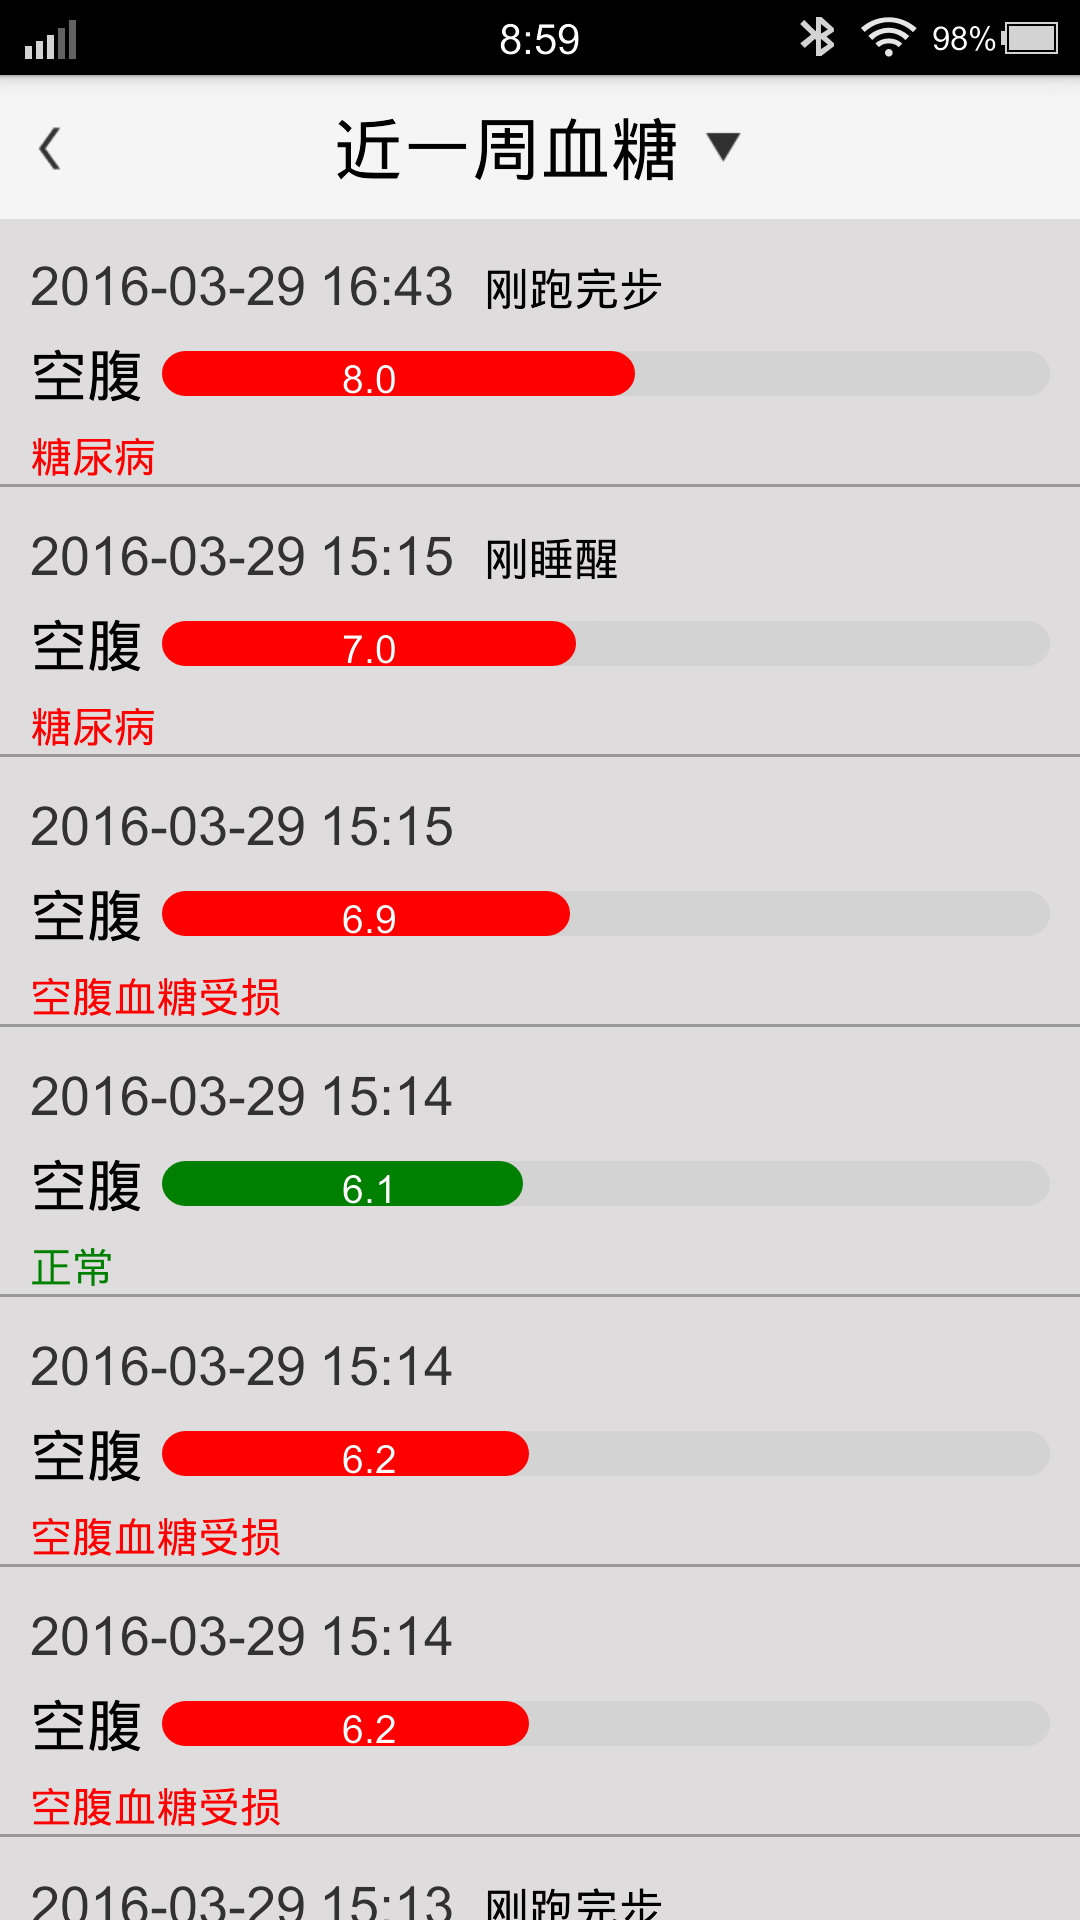 8:59 98%
近一周血糖
2016-03-29 16:43 刚跑完步
空腹 8.0
糖尿病
2016-03-29 15:15 刚睡醒
空腹 7.0
糖尿病
2016-03-29 15:15
空腹 6.9
空腹血糖受损
2016-03-29 15:14
空腹 6.1
正常
2016-03-29 15:14
空腹 6.2
空腹血糖受损
2016-03-29 15:14
空腹 6.2
空腹血糖受损
2016-03-29 15:13 刚跑完步